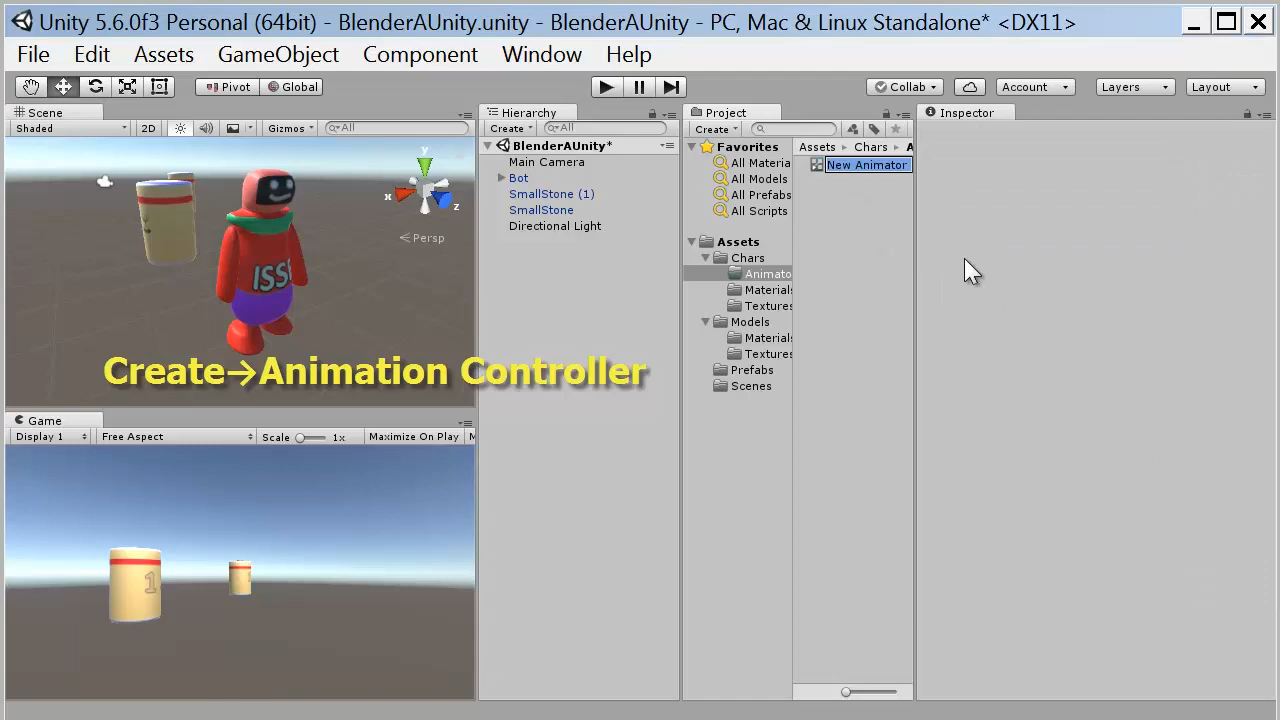 Unity 5.6.0f3 Personal (64bit) - BlenderAUnity.unity - BlenderAUnity - PC, Mac & Linux Standalone* <DX11>
File Edit Assets GameObject Component Window Help
Pivot Global Collab Account Layers Layout
Scene
Shaded 2D Gizmos All
y
x
z
Persp
ISSI
Create→Animation Controller
Game
Display 1 Free Aspect Scale 1x Maximize On Play M
1
Hierarchy
Create All
BlenderAUnity*
Main Camera
Bot
SmallStone (1)
SmallStone
Directional Light
Project
Create
Favorites
All Materia
All Models
All Prefabs
All Scripts
Assets
Chars
Animato
Materials
Textures
Models
Materials
Textures
Prefabs
Scenes
Assets Chars A
New Animator
Inspector